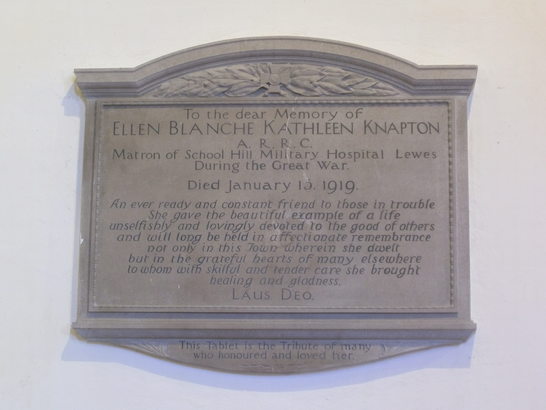 To the dear Memory of
ELLEN BLANCHE KATHLEEN KNAPTON
A. R. R. C.
Matron of School Hill Military Hospital Lewes
During the Great War.
Died January 13. 1919.
An ever ready and constant friend to those in trouble
She gave the beautiful example of a life
unselfishly and lovingly devoted to the good of others
and will long be held in affectionate remembrance
not only in this Town wherein she dwelt
but in the grateful hearts of many elsewhere
to whom with skilful and tender care she brought
healing and gladness.
LAUS DEO.
This Tablet is the Tribute of many
who honoured and loved her.